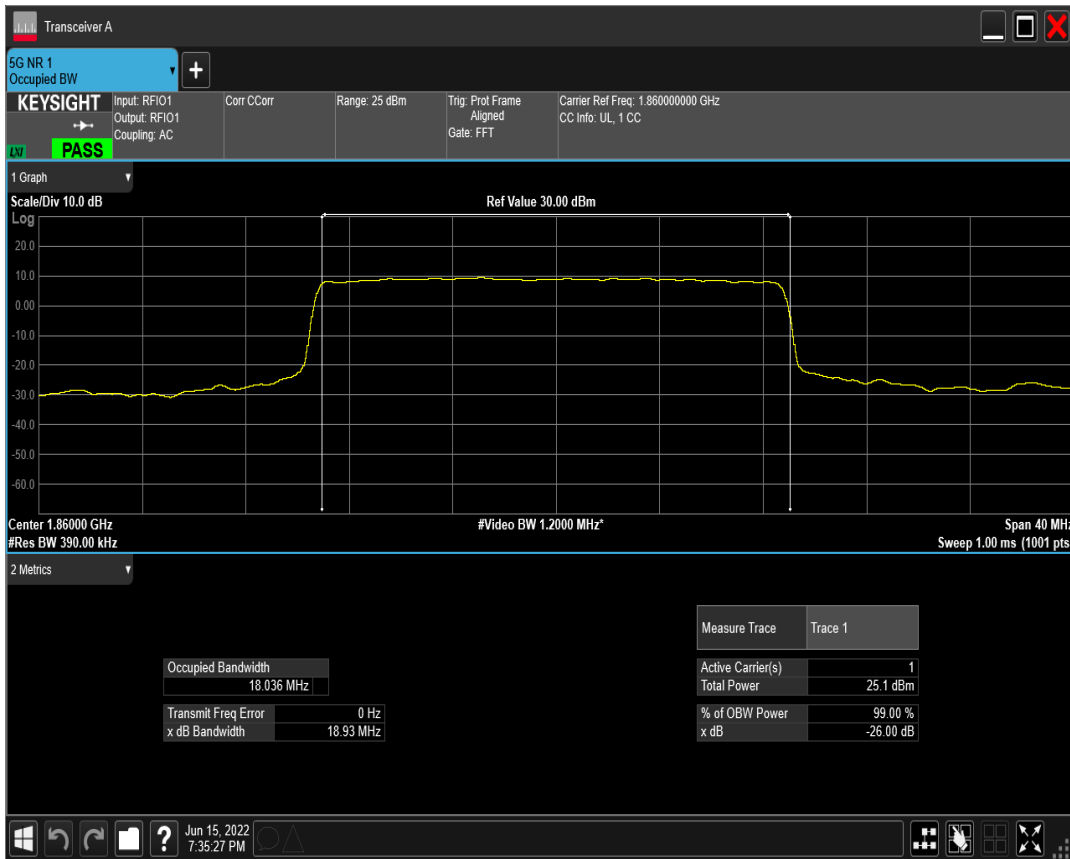 Transceiver A
5G NR 1
Occupied BW
KEYSIGHT
LXI
PASS
Input: RFIO1
Output: RFIO1
Coupling: AC
Corr CCorr
Range: 25 dBm
Trig: Prot Frame
Aligned
Gate: FFT
Carrier Ref Freq: 1.860000000 GHz
CC Info: UL, 1 CC
1 Graph
Scale/Div 10.0 dB
Ref Value 30.00 dBm
Log
20.0
10.0
0.00
-10.0
-20.0
-30.0
-40.0
-50.0
-60.0
Center 1.86000 GHz
#Video BW 1.2000 MHz*
Span 40 MHz
#Res BW 390.00 kHz
Sweep 1.00 ms (1001 pts
2 Metrics
Measure Trace Trace 1
Occupied Bandwidth
18.036 MHz
Active Carrier(s) 1
Total Power 25.1 dBm
Transmit Freq Error 0 Hz
x dB Bandwidth 18.93 MHz
% of OBW Power 99.00 %
x dB -26.00 dB
?
Jun 15, 2022
7:35:27 PM